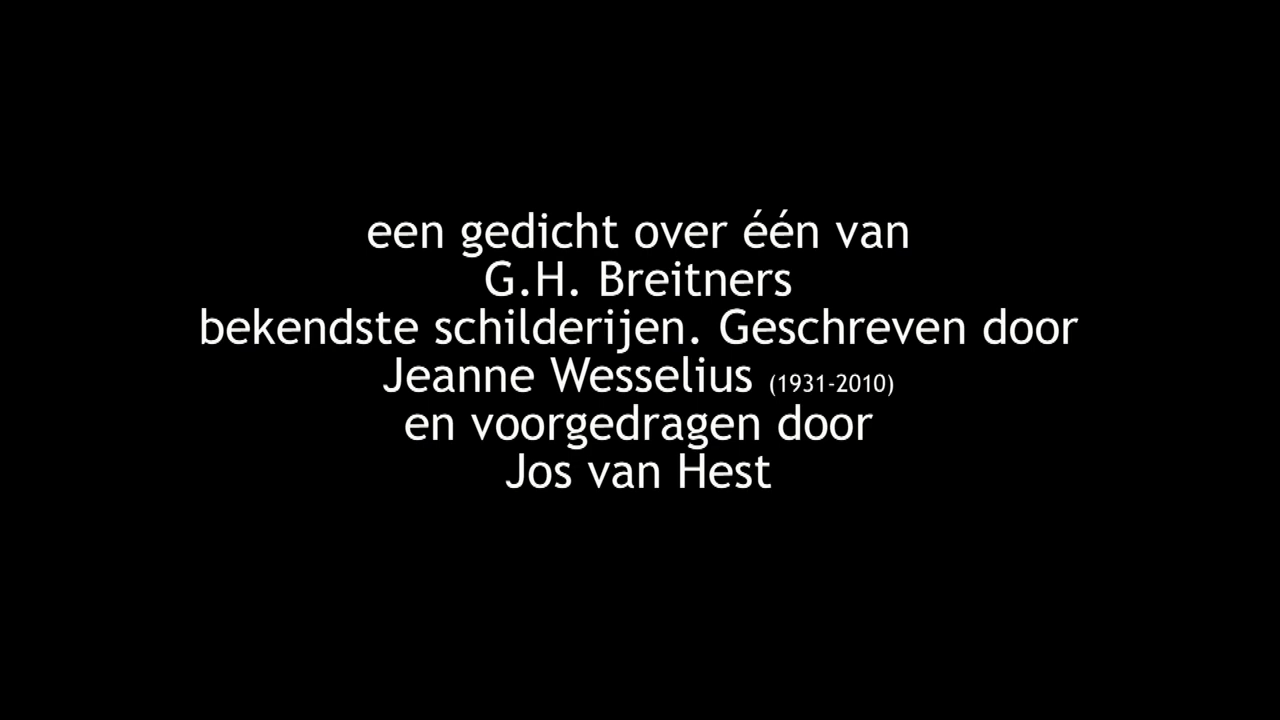 een gedicht over één van
G.H. Breitners
bekendste schilderijen. Geschreven door
Jeanne Wesselius (1931-2010)
en voorgedragen door
Jos van Hest